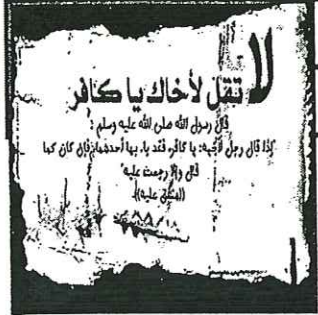 لا
تقل لأخاك يا كافر
قال رسول الله صلى الله عليه وسلم :
إذا قال رجل لأخيه: يا كافر، فقد باء بها أحدهما، فإن كان كما
قال وإلا رجعت عليه"
((متفق عليه)).